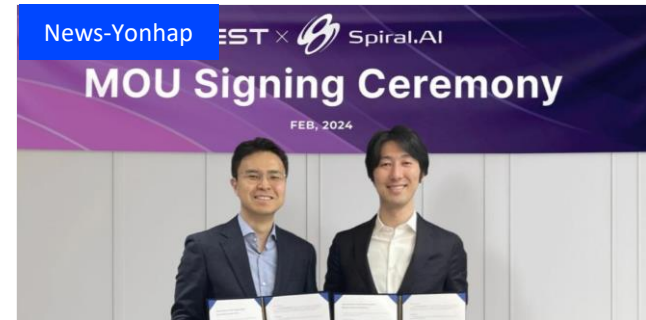 News-Yonhap
EST × Spiral.AI
MOU Signing Ceremony
FEB, 2024